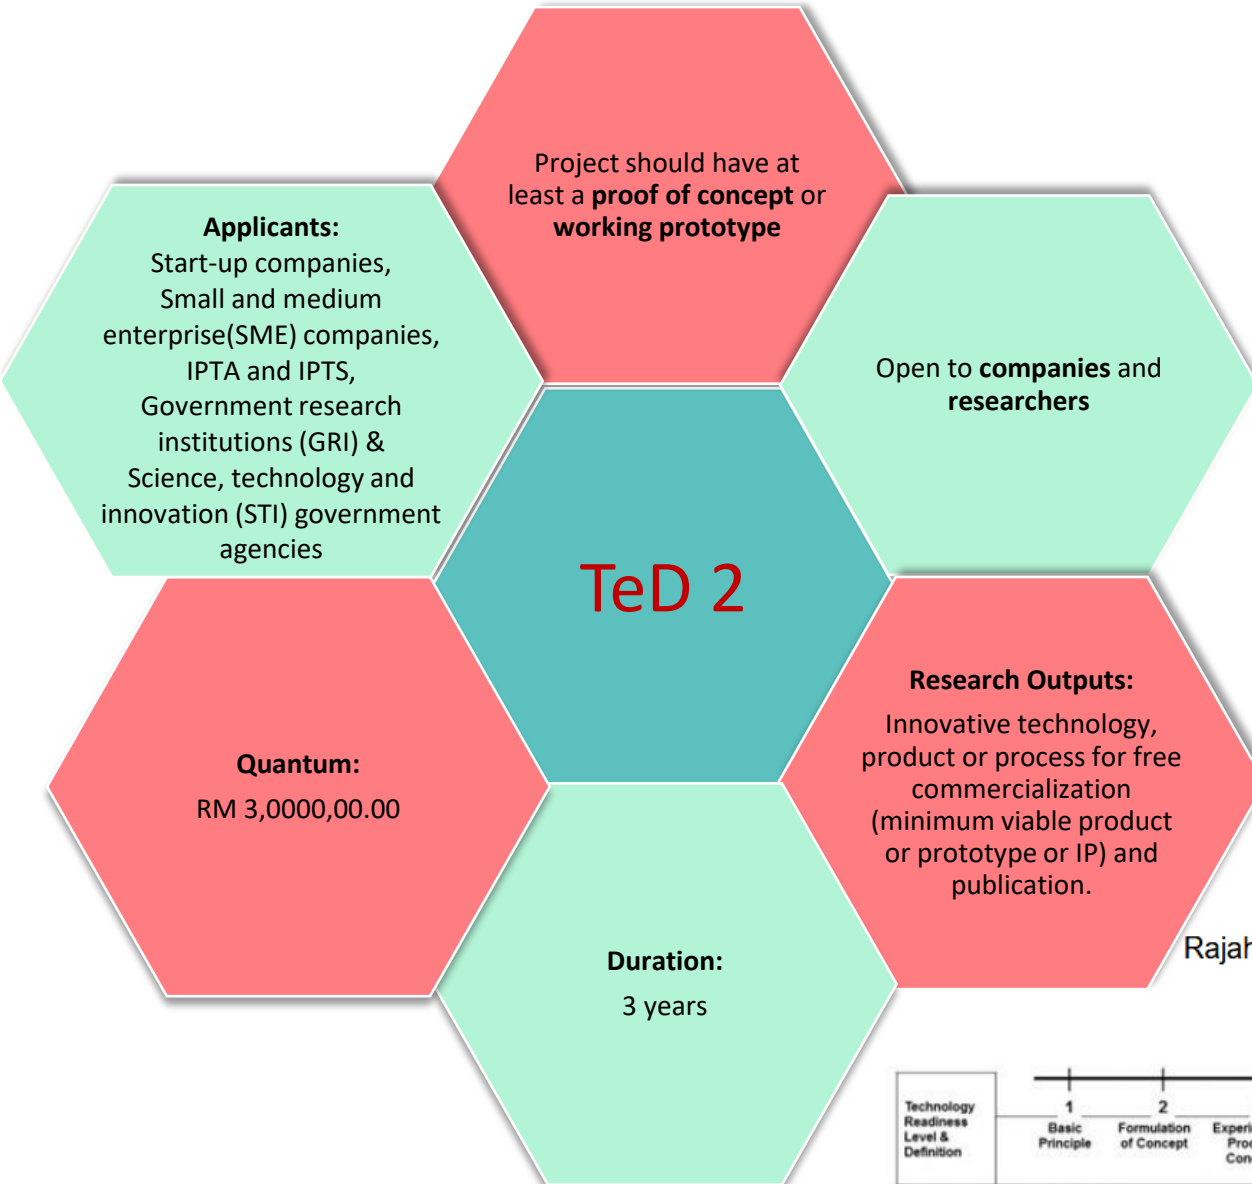 Project should have at
least a proof of concept or
working prototype
Applicants:
Start-up companies,
Small and medium
enterprise(SME) companies,
IPTA and IPTS,
Government research
institutions (GRI) &
Science, technology and
innovation (STI) government
agencies
Open to companies and
researchers
TeD 2
Research Outputs:
Innovative technology,
product or process for free
commercialization
(minimum viable product
or prototype or IP) and
publication.
Quantum:
RM 3,0000,00.00
Duration:
3 years
Rajah
Technology
Readiness
Level &
Definition
1
Basic
Principle
2
Formulation
of Concept